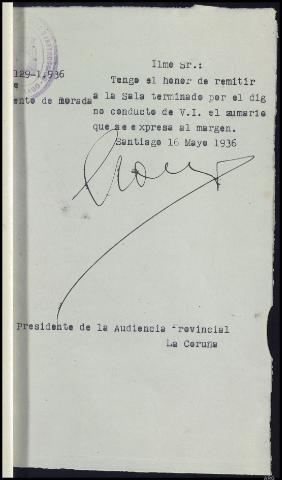 Ilmo Sr.:
129-1.936
Tengo el honor de remitir
e
ento de morada
a la Sala terminado por el dig
no conducto de V.I. el sumario
que se expresa al margen.
Santiago 16 Mayo 1936
Presidente de la Audiencia Provincial
La Coruña